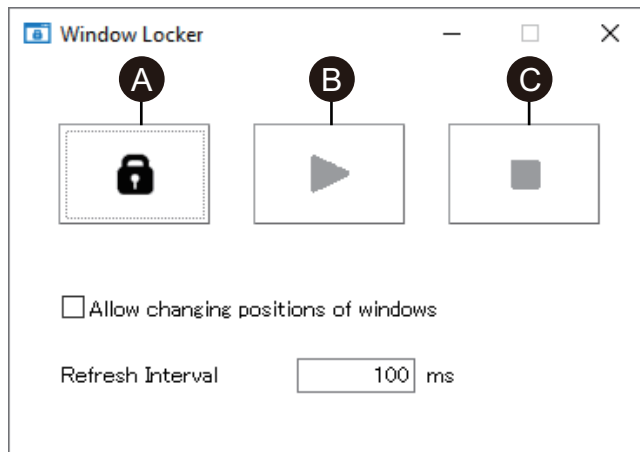 Window Locker
A B C
Allow changing positions of windows
Refresh Interval 100 ms